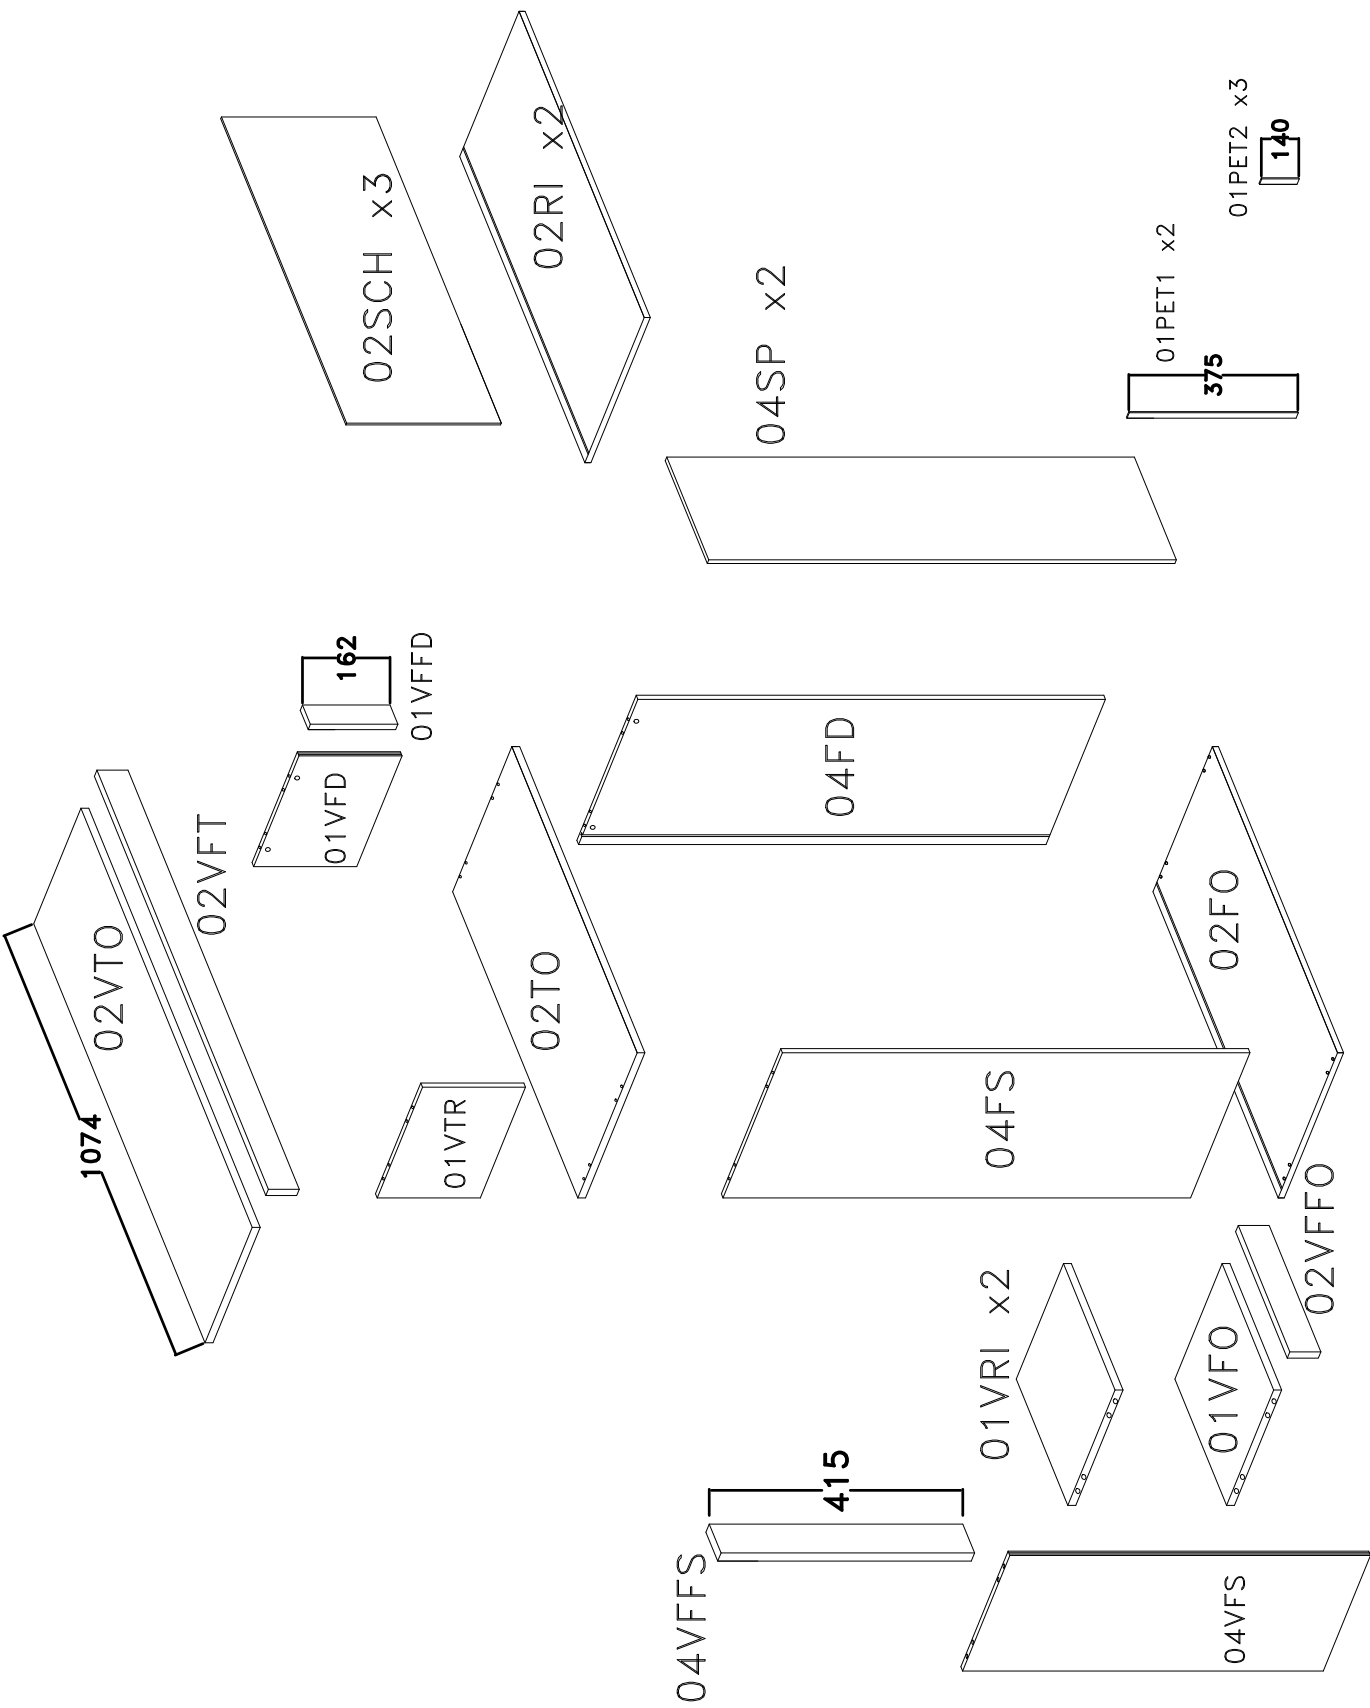 02SCH x3
02RI x2
01PET2 x3
140
01PET1 x2
375
04SP x2
162
01VFFD
01VFD
02VFT
04FD
02VTO
1074
02TO
02FO
01VTR
04FS
02VFFO
01VRI x2
01VFO
415
04VFFS
04VFS